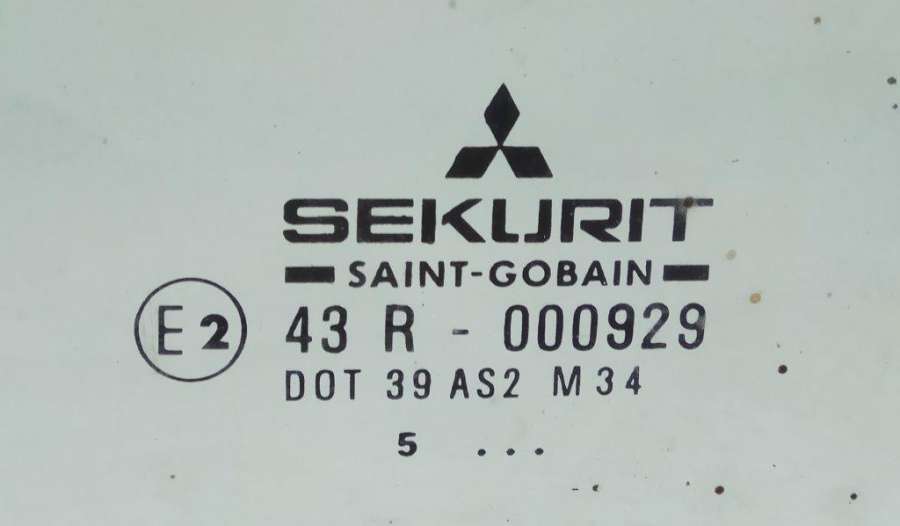 SEKURIT
SAINT-GOBAIN
E2 43 R - 000929
DOT 39 AS2 M34
5 ...